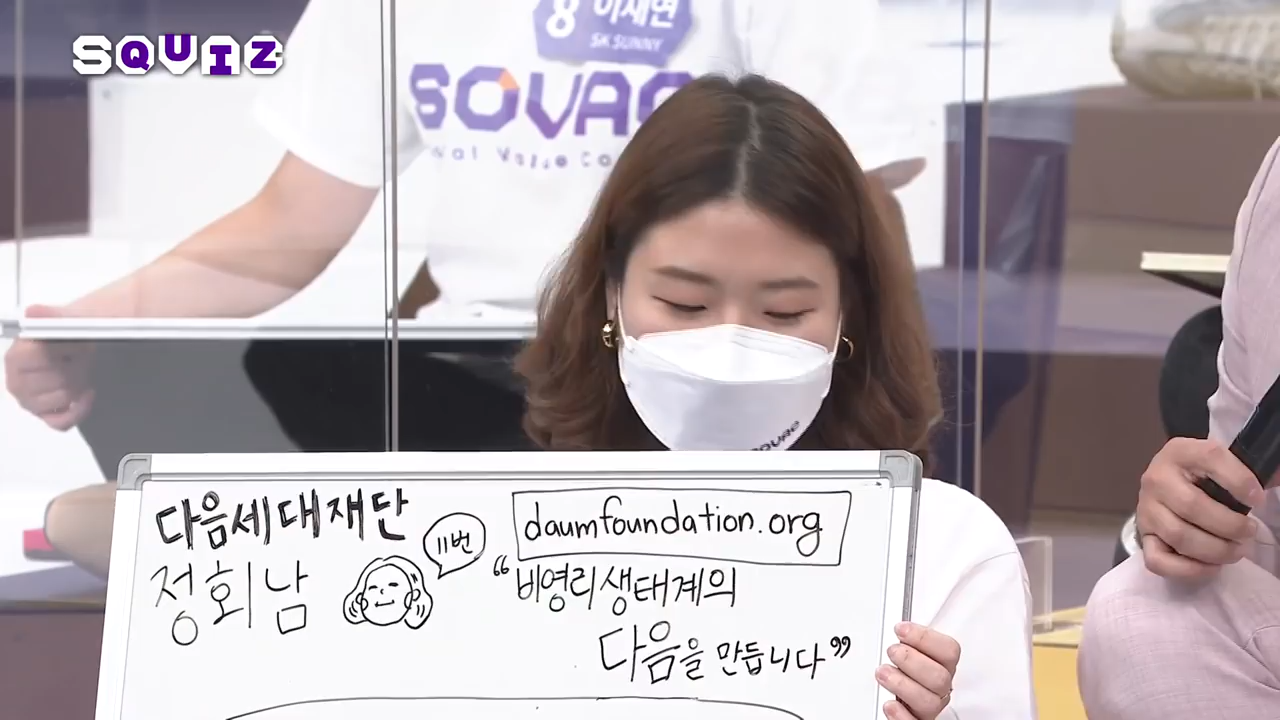 SQUIZ
8 이세연
SK SUNNY
SOVAC
다음세대재단
정회남
11번
daumfoundation.org
“비영리생태계의
다음을 만듭니다”